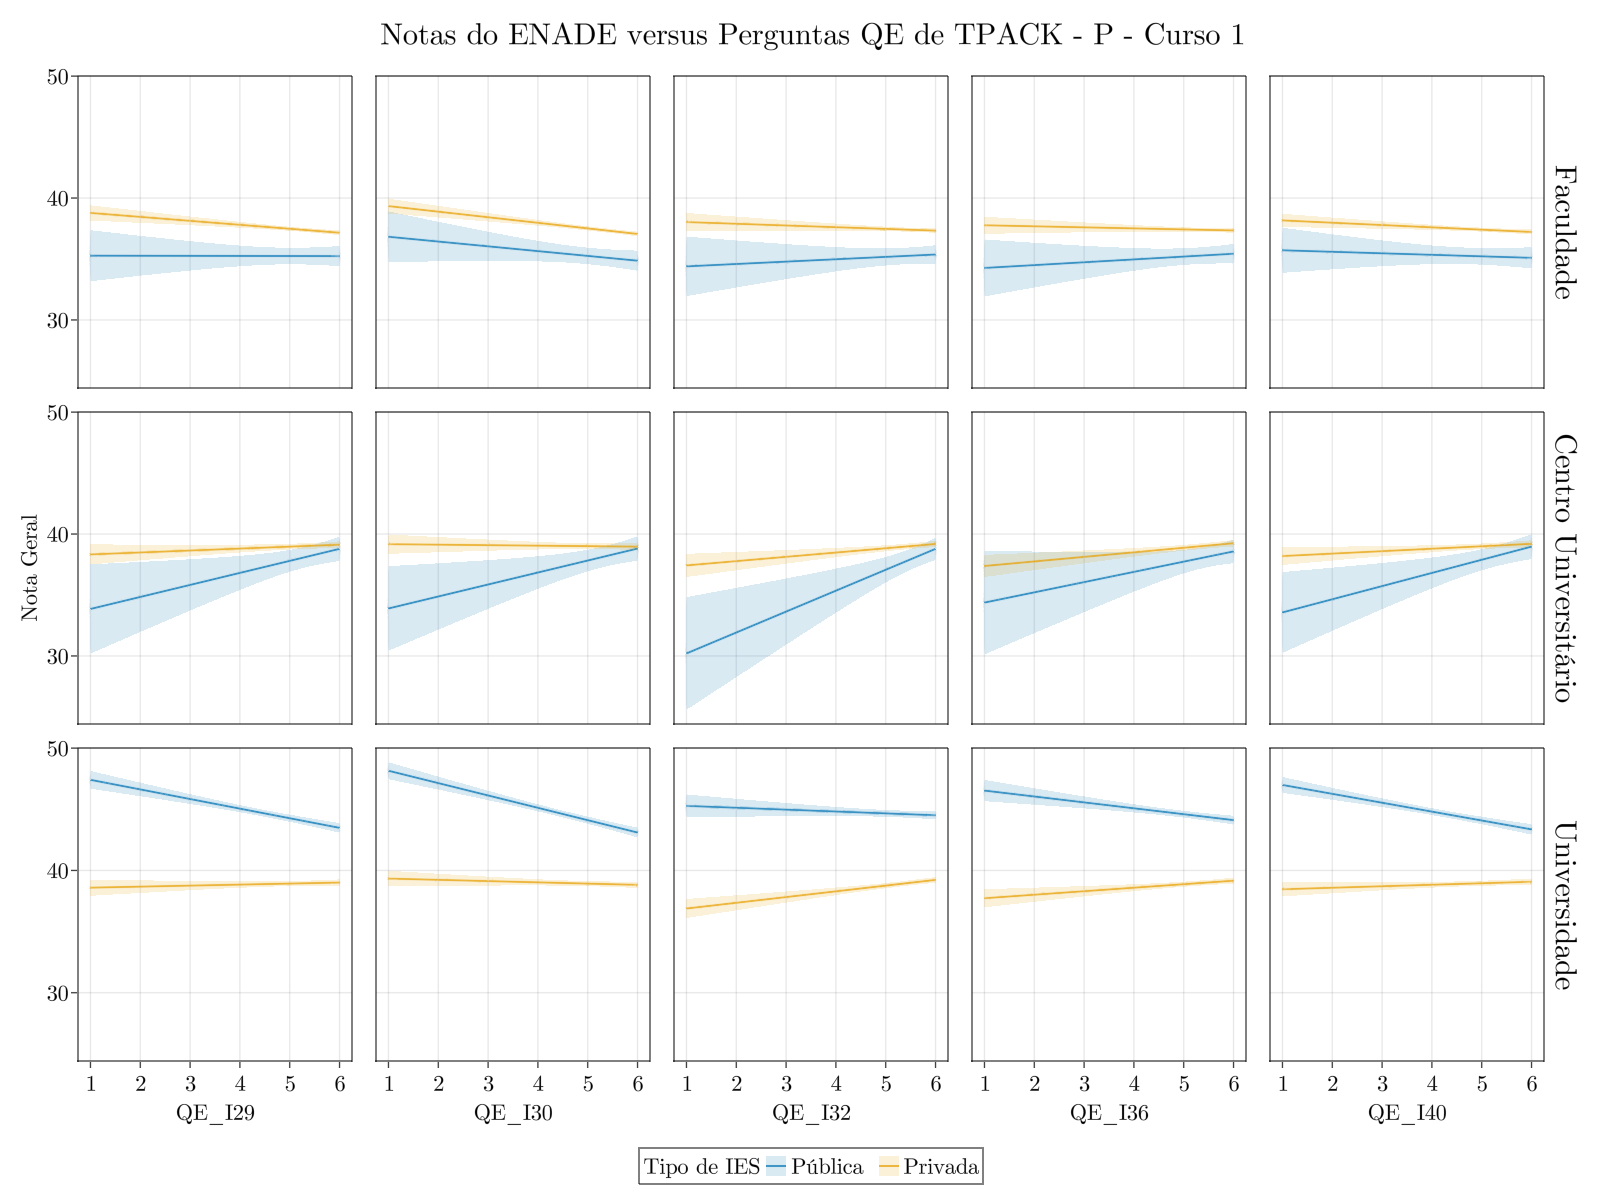 Notas do ENADE versus Perguntas QE de TPACK - P - Curso 1
50
40
30
Faculdade
50
40
30
Centro Universitário
Nota Geral
50
40
30
Universidade
1 2 3 4 5 6 1 2 3 4 5 6 1 2 3 4 5 6 1 2 3 4 5 6 1 2 3 4 5 6
QE_I29 QE_I30 QE_I32 QE_I36 QE_I40
Tipo de IES Pública Privada